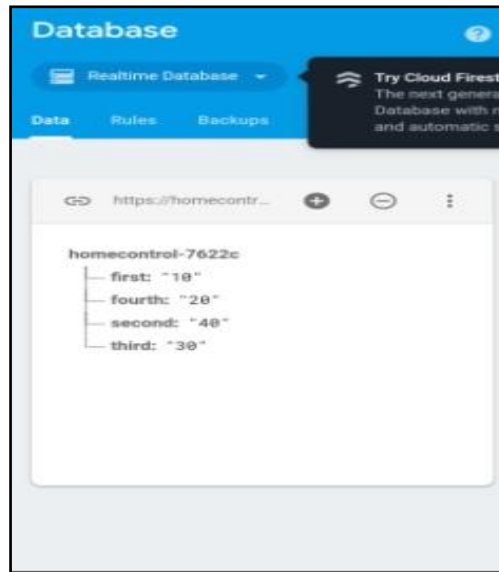 Database
Realtime Database
Try Cloud Firest
The next genera
Database with
and automatic s
Data Rules Backups
https://homecontr...
homecontrol-7622c
first: "10"
fourth: "20"
second: "40"
third: "30"